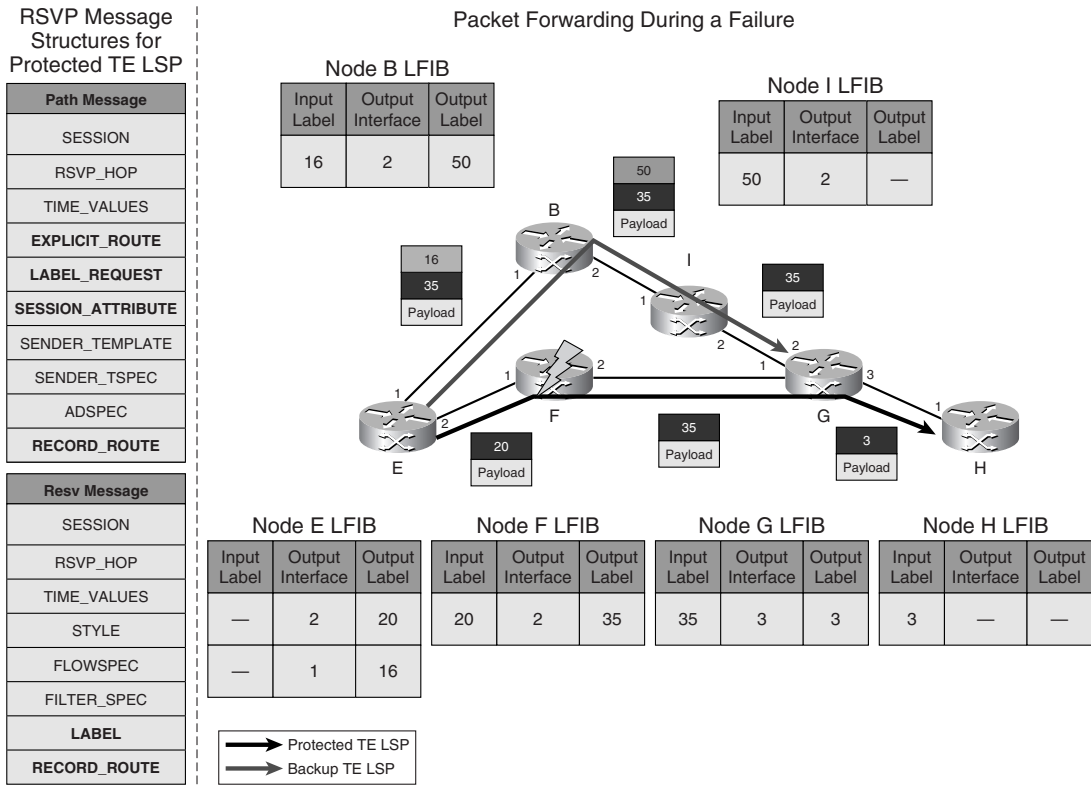 RSVP Message
Structures for
Protected TE LSP
Path Message
SESSION
RSVP_HOP
TIME_VALUES
EXPLICIT_ROUTE
LABEL_REQUEST
SESSION_ATTRIBUTE
SENDER_TEMPLATE
SENDER_TSPEC
ADSPEC
RECORD_ROUTE
Resv Message
SESSION
RSVP_HOP
TIME_VALUES
STYLE
FLOWSPEC
FILTER_SPEC
LABEL
RECORD_ROUTE
Packet Forwarding During a Failure
Node B LFIB
Input Label Output Interface Output Label
16 2 50
Node I LFIB
Input Label Output Interface Output Label
50 2 —
50
35
Payload
B
1
2
16
35
Payload
I
1
2
35
Payload
1
2
E
1
2
F
20
Payload
35
Payload
1
2
3
G
3
Payload
1
H
Node E LFIB
Input Label Output Interface Output Label
— 2 20
— 1 16
Node F LFIB
Input Label Output Interface Output Label
20 2 35
Node G LFIB
Input Label Output Interface Output Label
35 3 3
Node H LFIB
Input Label Output Interface Output Label
3 — —
Protected TE LSP
Backup TE LSP